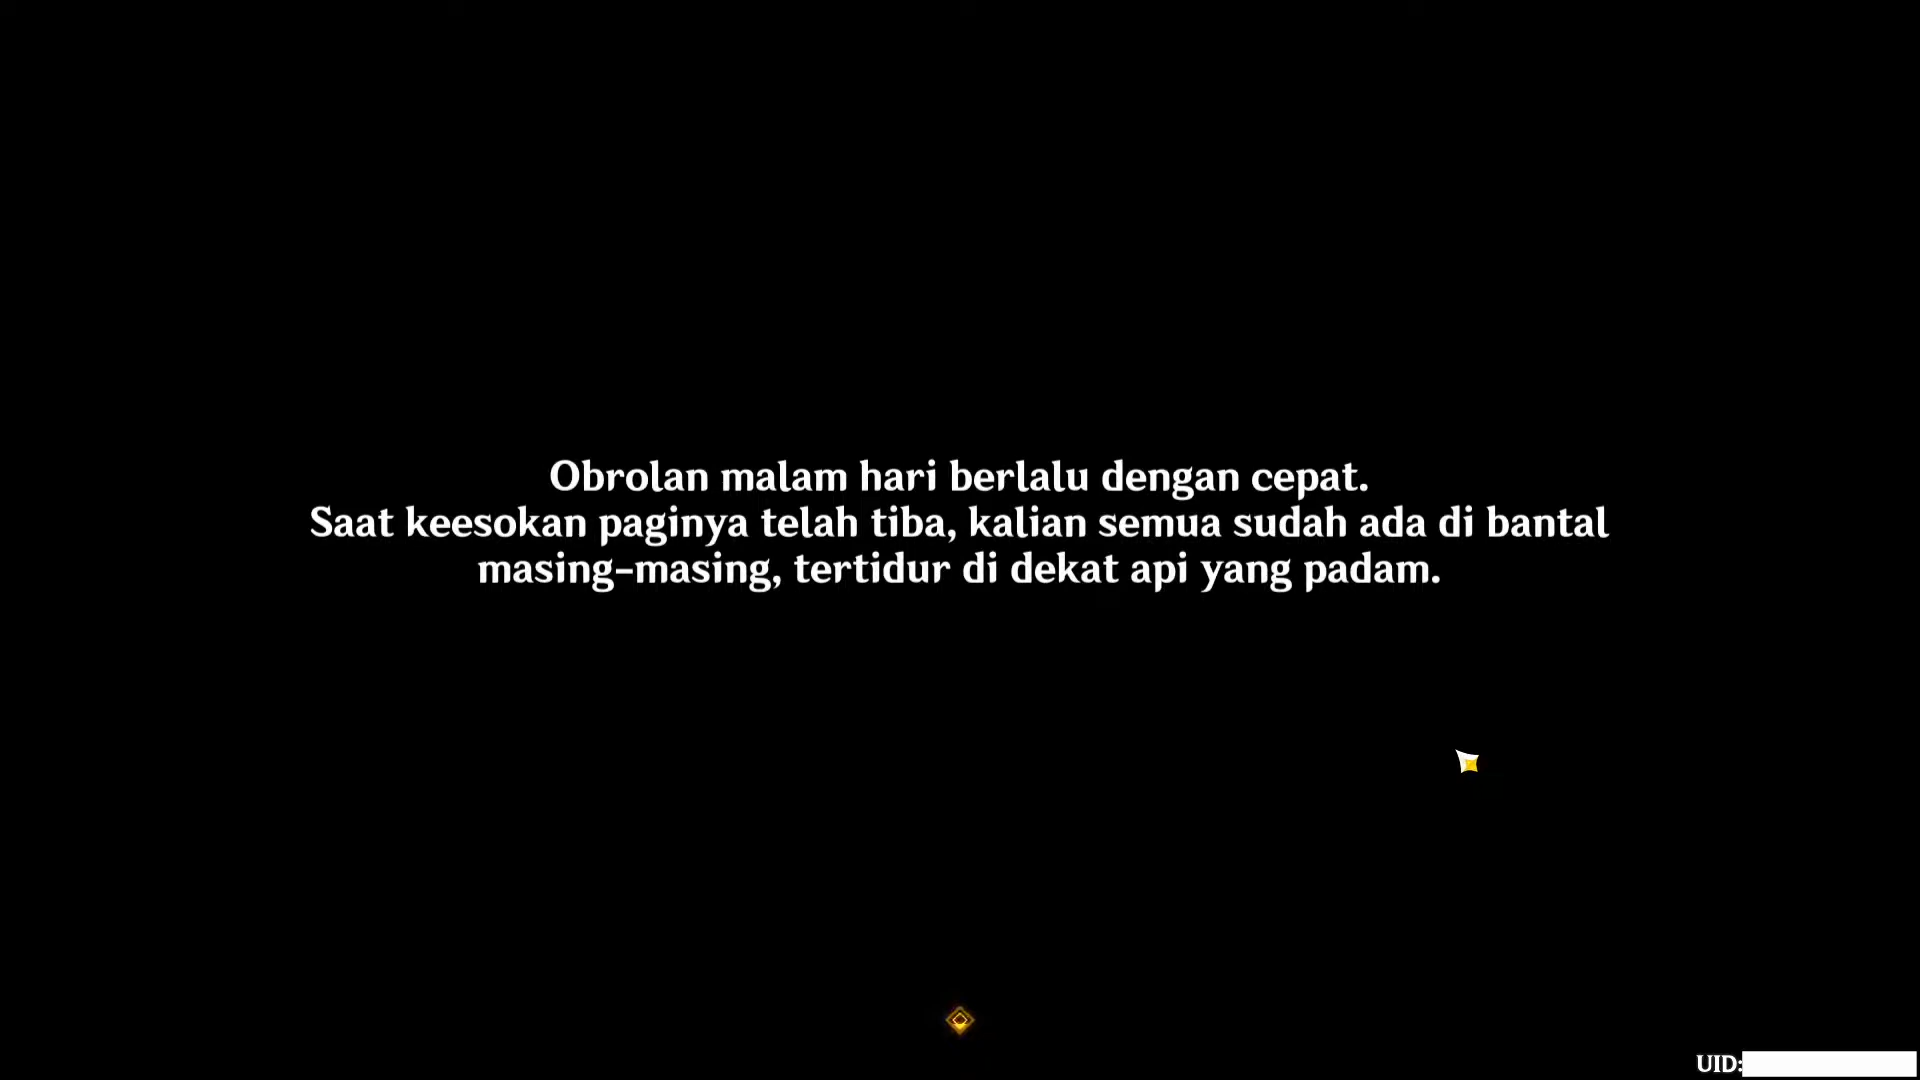 Obrolan malam hari berlalu dengan cepat.
Saat keesokan paginya telah tiba, kalian semua sudah ada di bantal
masing-masing, tertidur di dekat api yang padam.
UID: